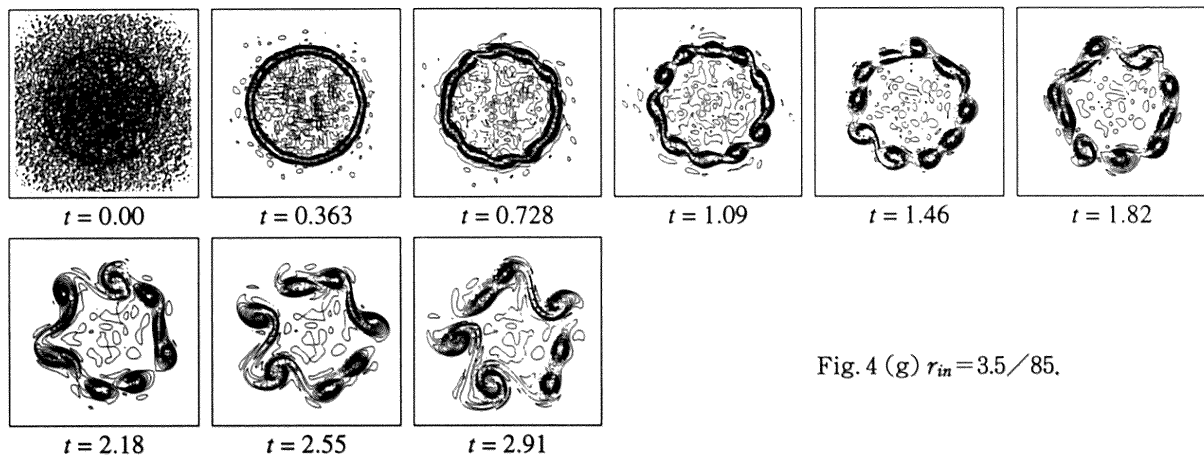 t = 0.00
t = 0.363
t = 0.728
t = 1.09
t = 1.46
t = 1.82
Fig. 4 (g) r_in = 3.5/85.
t = 2.18
t = 2.55
t = 2.91